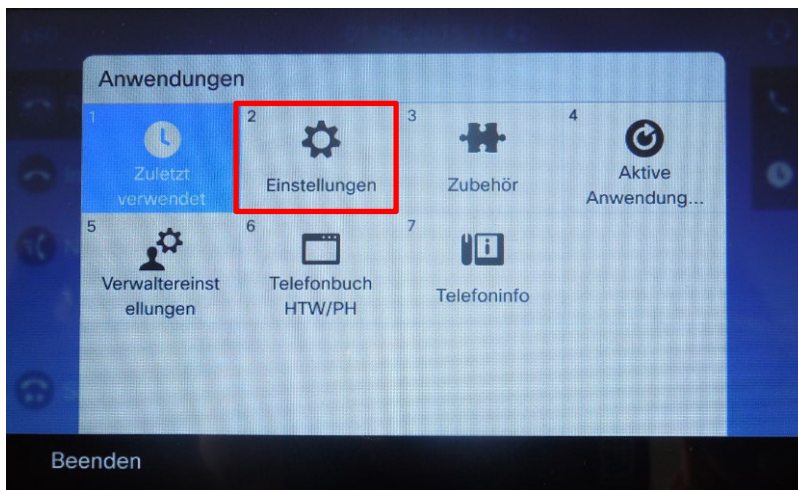 Anwendungen
1
Zuletzt
verwendet
2
Einstellungen
3
Zubehör
4
Aktive
Anwendung...
5
Verwaltereinst
ellungen
6
Telefonbuch
HTW/PH
7
Telefoninfo
Beenden